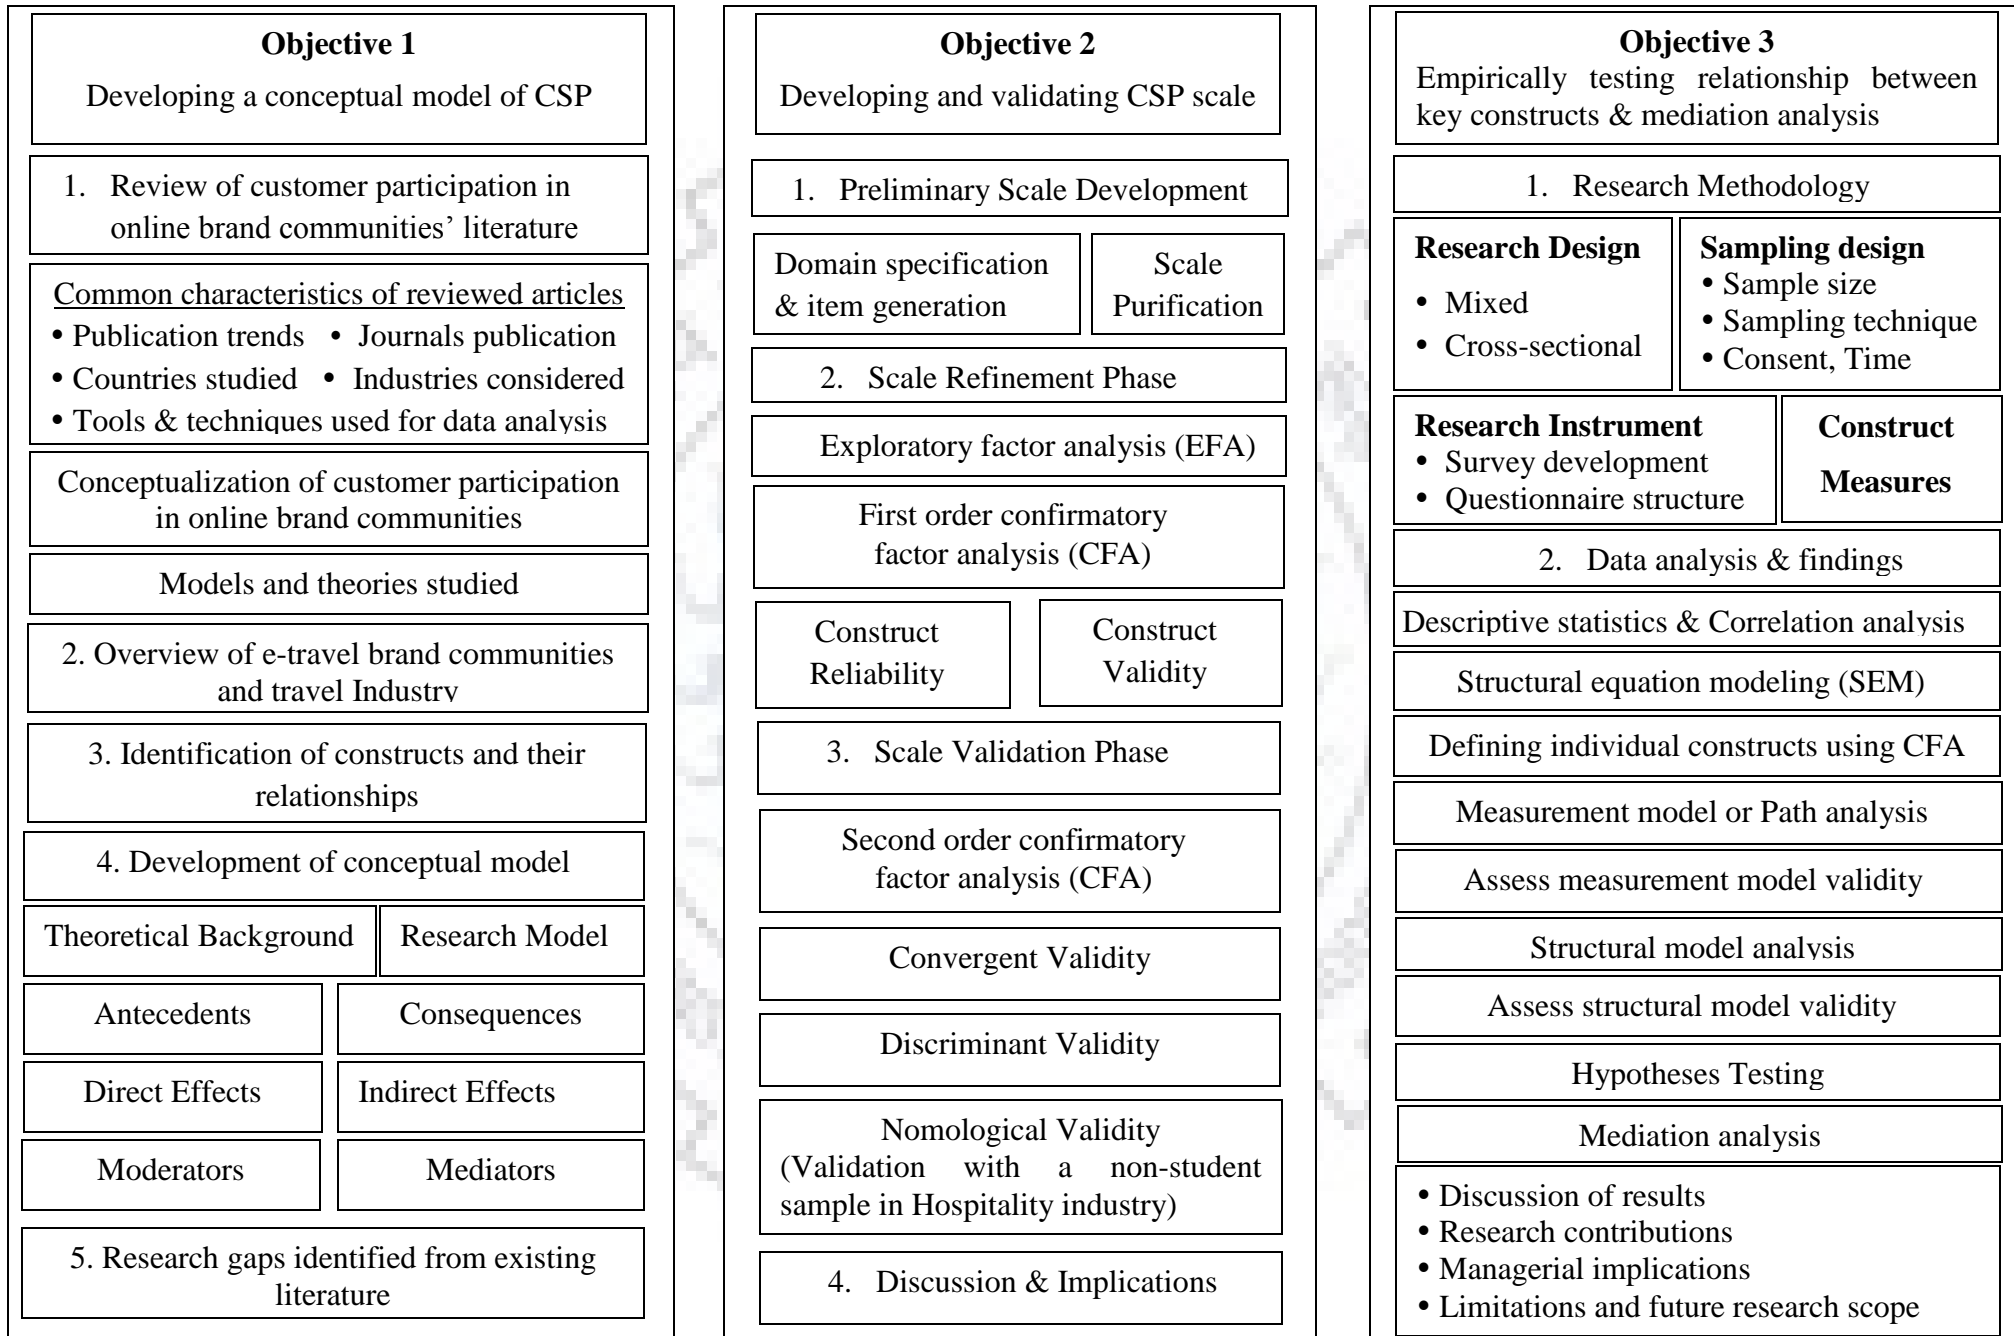 Objective 1
Developing a conceptual model of CSP
1. Review of customer participation in
online brand communities’ literature
Common characteristics of reviewed articles
• Publication trends • Journals publication
• Countries studied • Industries considered
• Tools & techniques used for data analysis
Conceptualization of customer participation
in online brand communities
Models and theories studied
2. Overview of e-travel brand communities
and travel Industry
3. Identification of constructs and their
relationships
4. Development of conceptual model
Theoretical Background
Research Model
Antecedents
Consequences
Direct Effects
Indirect Effects
Moderators
Mediators
5. Research gaps identified from existing
literature
Objective 2
Developing and validating CSP scale
1. Preliminary Scale Development
Domain specification
& item generation
Scale
Purification
2. Scale Refinement Phase
Exploratory factor analysis (EFA)
First order confirmatory
factor analysis (CFA)
Construct
Reliability
Construct
Validity
3. Scale Validation Phase
Second order confirmatory
factor analysis (CFA)
Convergent Validity
Discriminant Validity
Nomological Validity
(Validation with a non-student
sample in Hospitality industry)
4. Discussion & Implications
Objective 3
Empirically testing relationship between
key constructs & mediation analysis
1. Research Methodology
Research Design
• Mixed
• Cross-sectional
Sampling design
• Sample size
• Sampling technique
• Consent, Time
Research Instrument
• Survey development
• Questionnaire structure
Construct
Measures
2. Data analysis & findings
Descriptive statistics & Correlation analysis
Structural equation modeling (SEM)
Defining individual constructs using CFA
Measurement model or Path analysis
Assess measurement model validity
Structural model analysis
Assess structural model validity
Hypotheses Testing
Mediation analysis
• Discussion of results
• Research contributions
• Managerial implications
• Limitations and future research scope